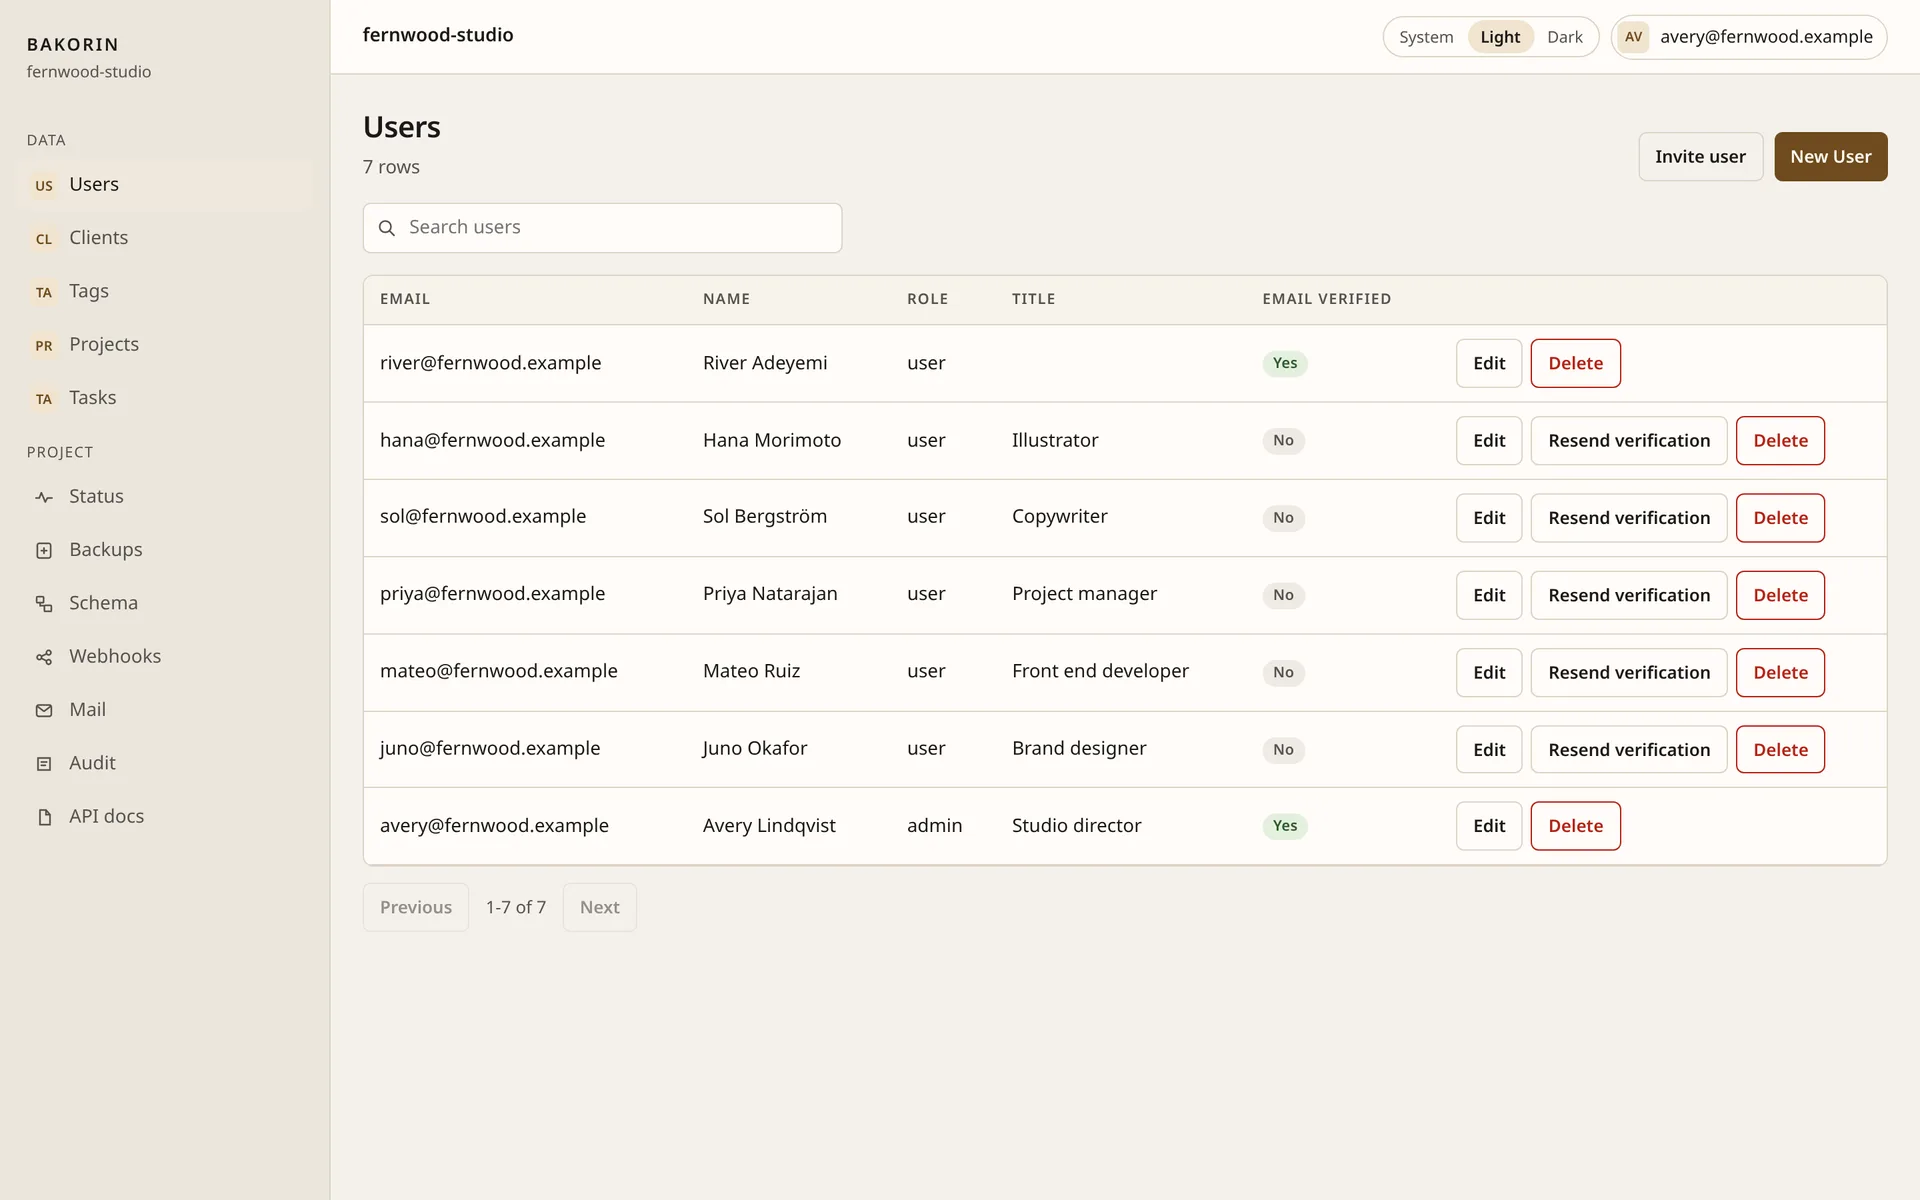 BAKORIN
fernwood-studio
DATA
US Users
CL Clients
TA Tags
PR Projects
TA Tasks
PROJECT
Status
Backups
Schema
Webhooks
Mail
Audit
API docs
fernwood-studio
System Light Dark
AV avery@fernwood.example
Users
7 rows
Invite user New User
Search users
EMAIL NAME ROLE TITLE EMAIL VERIFIED
river@fernwood.example River Adeyemi user Yes Edit Delete
hana@fernwood.example Hana Morimoto user Illustrator No Edit Resend verification Delete
sol@fernwood.example Sol Bergström user Copywriter No Edit Resend verification Delete
priya@fernwood.example Priya Natarajan user Project manager No Edit Resend verification Delete
mateo@fernwood.example Mateo Ruiz user Front end developer No Edit Resend verification Delete
juno@fernwood.example Juno Okafor user Brand designer No Edit Resend verification Delete
avery@fernwood.example Avery Lindqvist admin Studio director Yes Edit Delete
Previous 1-7 of 7 Next